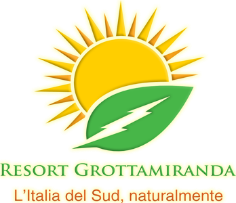 Resort Grottamiranda
L'Italia del Sud, naturalmente